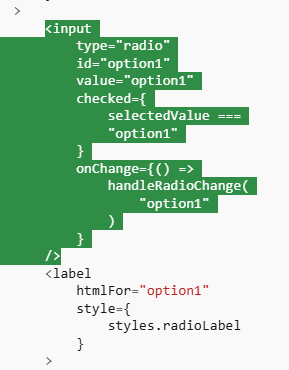 >
<input
type="radio"
id="option1"
value="option1"
checked={
selectedValue ===
"option1"
}
onChange={() =>
handleRadioChange(
"option1"
)
}
/>
<label
htmlFor="option1"
style={
styles.radioLabel
}
>